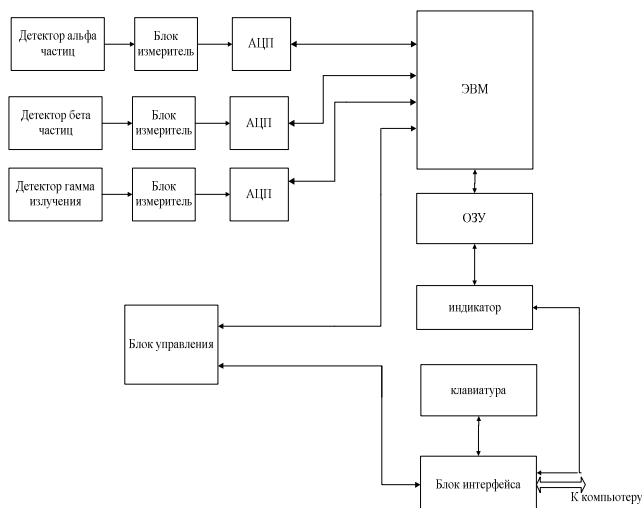 Детектор альфа
частиц
Блок
измеритель
АЦП
ЭВМ
Детектор бета
частиц
Блок
измеритель
АЦП
Детектор гамма
излучения
Блок
измеритель
АЦП
ОЗУ
индикатор
Блок управления
клавиатура
Блок интерфейса
К компьютеру